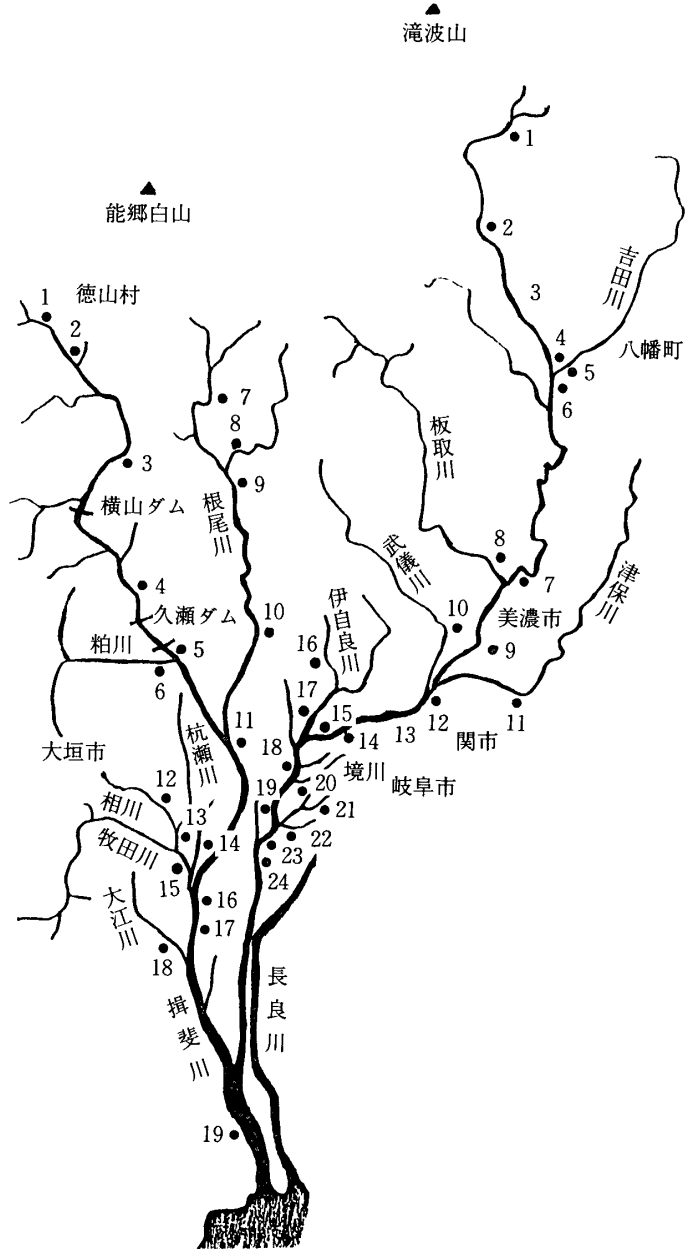 滝波山
1
能郷白山
2
吉田川
1
徳山村
3
2
4
八幡町
5
7
6
8
板取川
3
9
根尾川
横山ダム
8
武儀川
津保川
4
7
久瀬ダム
伊自良川
10
10
美濃市
粕川
5
16
9
6
17
15
12
11
杭瀬川
11
14
13
関市
大垣市
18
境川
12
19
20
岐阜市
相川
13
21
牧田川
14
22
23
15
24
大江川
16
17
18
長良川
揖斐川
19